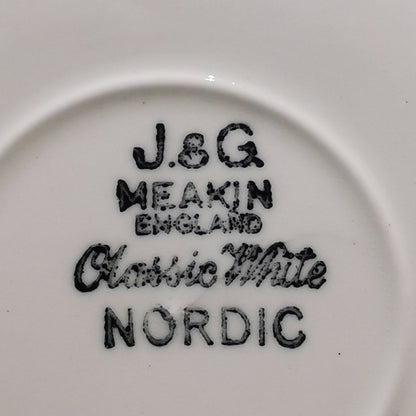 J.&G.
MEAKIN
ENGLAND
Classic White
NORDIC